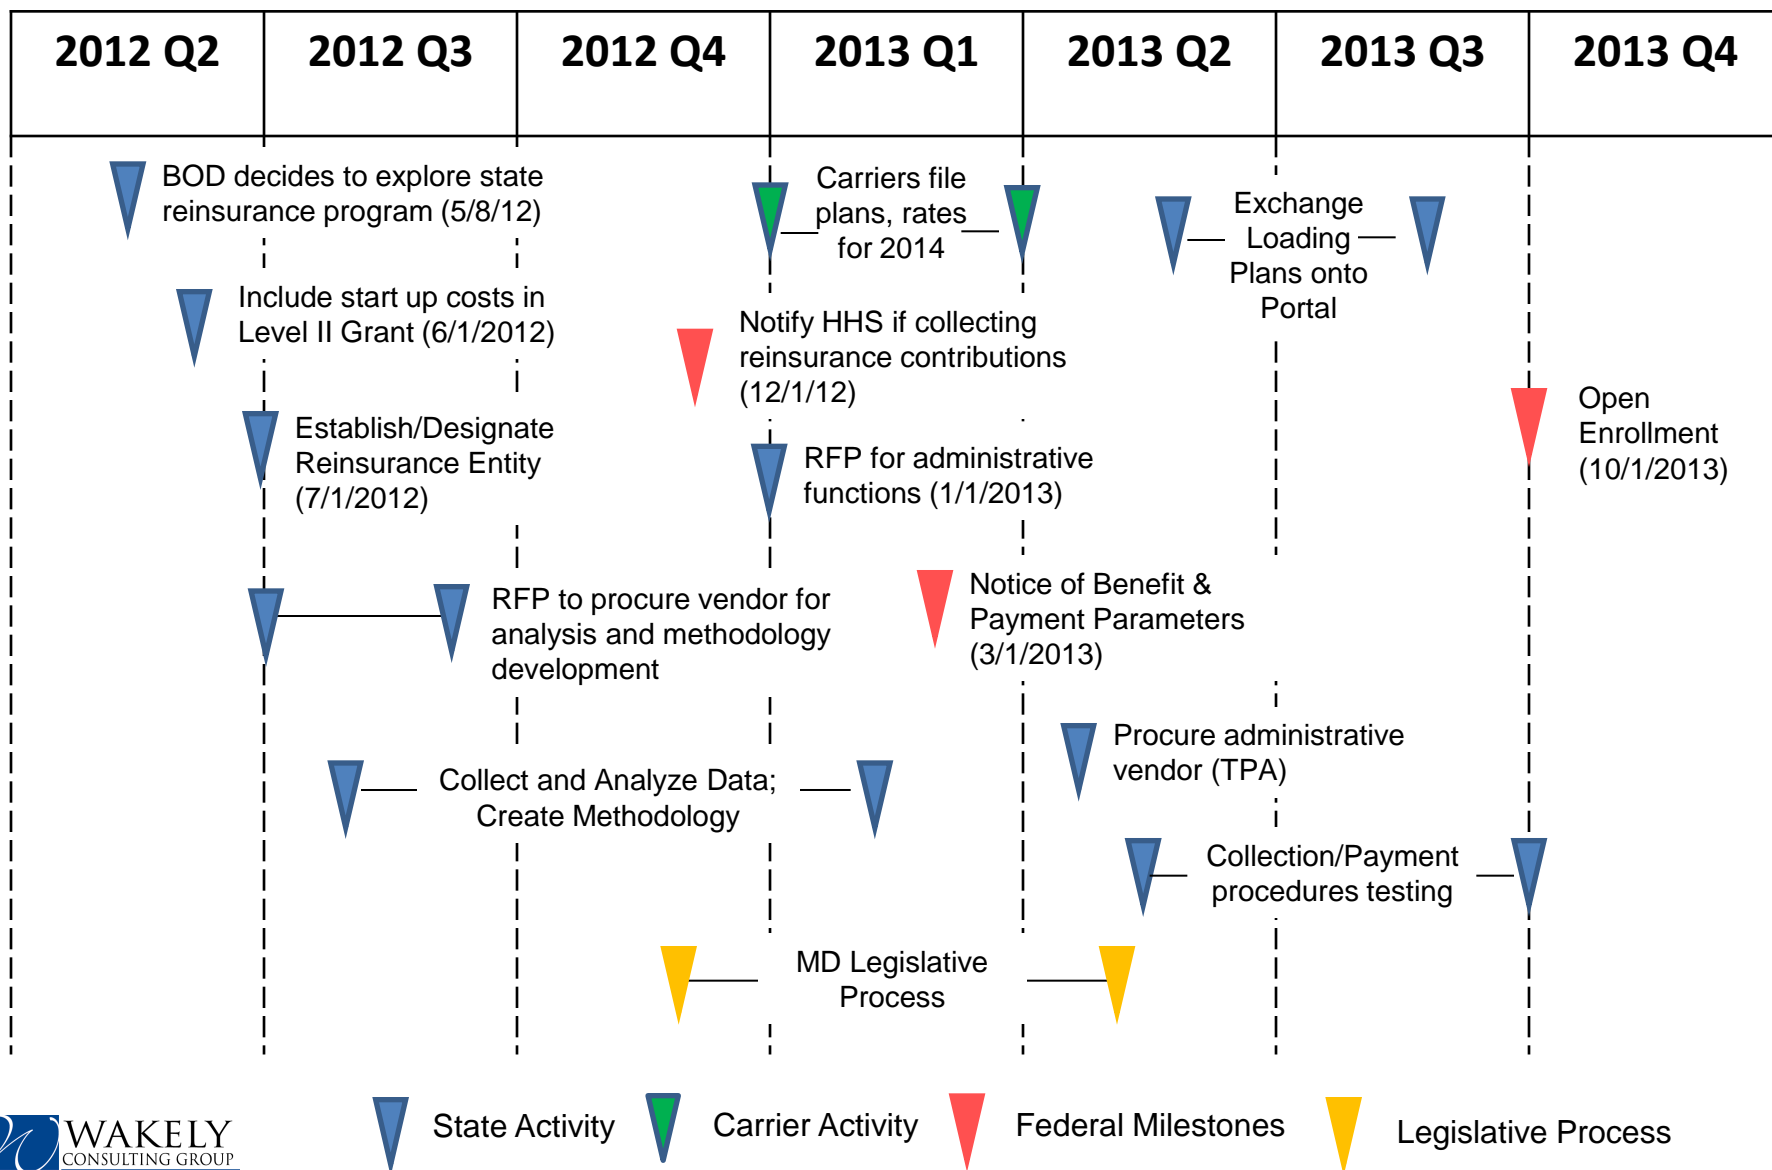 2012 Q2
2012 Q3
2012 Q4
2013 Q1
2013 Q2
2013 Q3
2013 Q4
BOD decides to explore state
reinsurance program (5/8/12)
Carriers file
plans, rates
for 2014
Exchange
Loading
Plans onto
Portal
Include start up costs in
Level II Grant (6/1/2012)
Notify HHS if collecting
reinsurance contributions
(12/1/12)
Open
Enrollment
(10/1/2013)
Establish/Designate
Reinsurance Entity
(7/1/2012)
RFP for administrative
functions (1/1/2013)
RFP to procure vendor for
analysis and methodology
development
Notice of Benefit &
Payment Parameters
(3/1/2013)
Procure administrative
vendor (TPA)
Collect and Analyze Data;
Create Methodology
Collection/Payment
procedures testing
MD Legislative
Process
WAKELY
CONSULTING GROUP
State Activity
Carrier Activity
Federal Milestones
Legislative Process